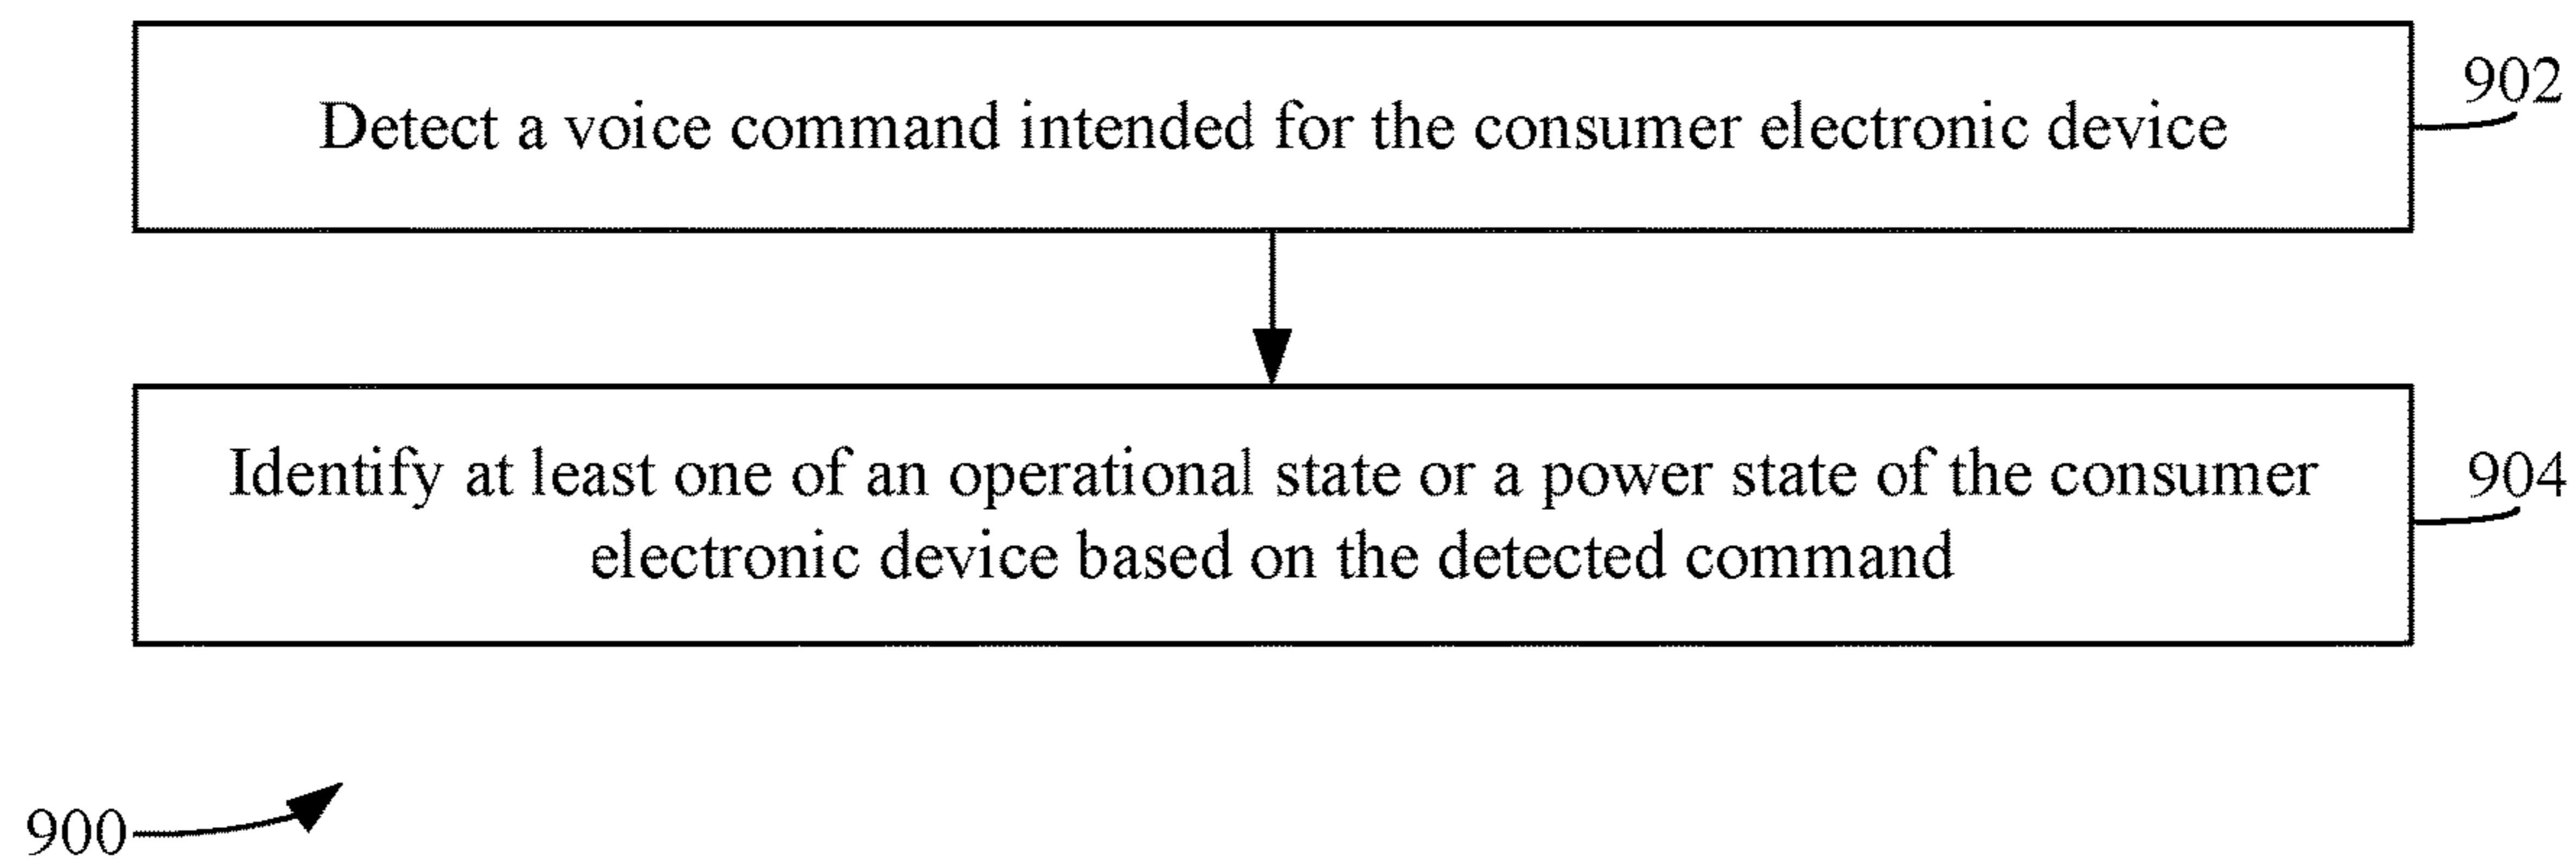 Detect a voice command intended for the consumer electronic device
902
Identify at least one of an operational state or a power state of the consumer
electronic device based on the detected command
904
900